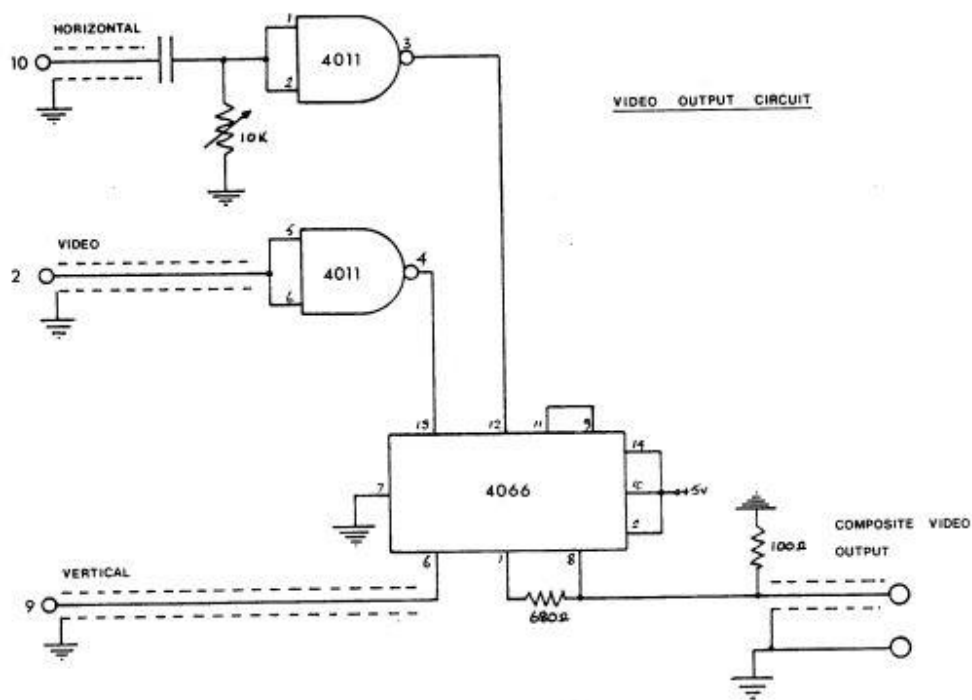 HORIZONTAL
10
1
2
4011
3
10K
VIDEO OUTPUT CIRCUIT
VIDEO
2
5
6
4011
4
13
12
11
9
14
7
4066
+5V
2
6
1
8
VERTICAL
9
680Ω
100Ω
COMPOSITE VIDEO
OUTPUT